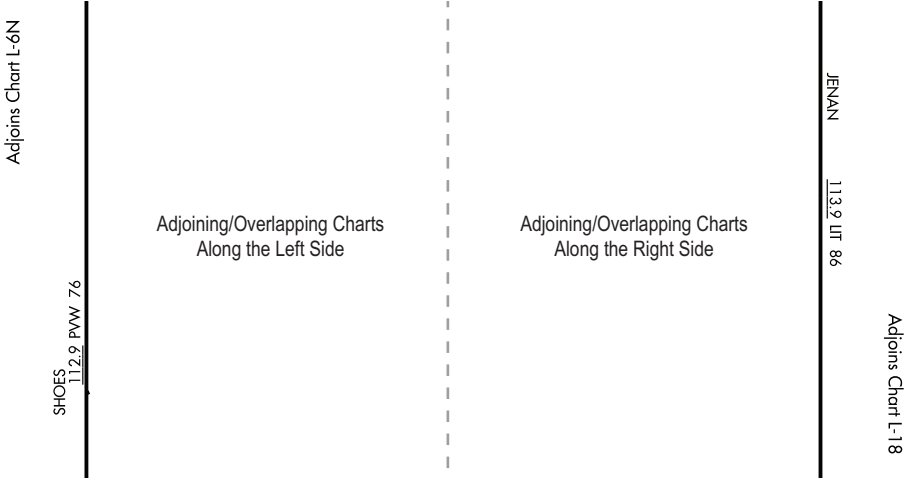 Adjoins Chart L-6N
SHOES
112.9 PVW 76
Adjoining/Overlapping Charts
Along the Left Side
Adjoining/Overlapping Charts
Along the Right Side
JENAN
113.9 LIT 86
Adjoins Chart L-18